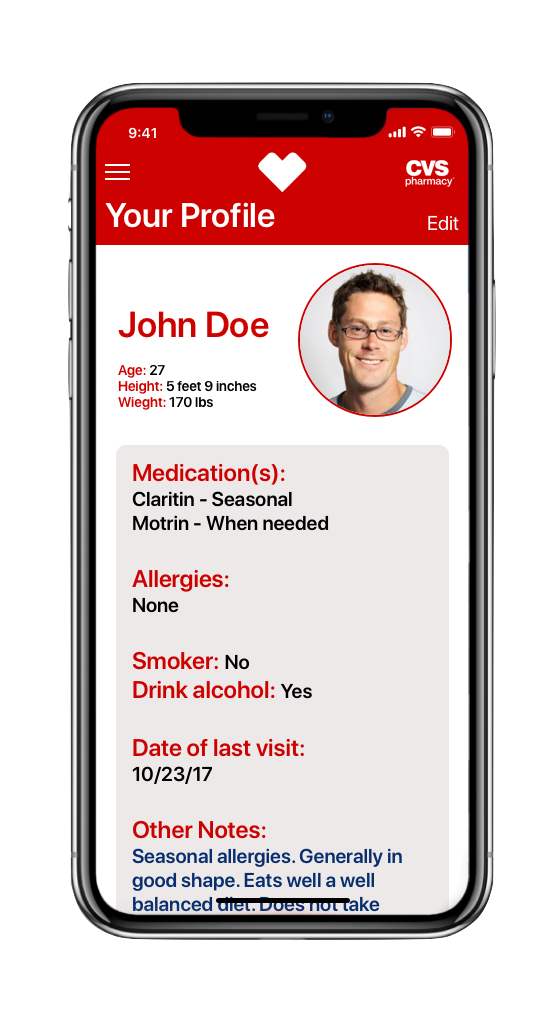 9:41
CVS
pharmacy
Your Profile
Edit
John Doe
Age: 27
Height: 5 feet 9 inches
Wieght: 170 lbs
Medication(s):
Claritin - Seasonal
Motrin - When needed
Allergies:
None
Smoker: No
Drink alcohol: Yes
Date of last visit:
10/23/17
Other Notes:
Seasonal allergies. Generally in
good shape. Eats well a well
balanced diet. Does not take